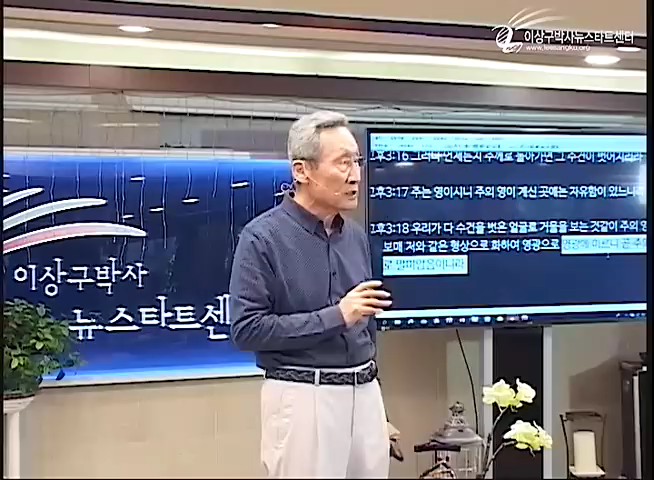 이상구박사뉴스타트센터
www.leesangku.org
고후3:16 그러나 언제든지 주께로 돌아가면 그 수건이 벗어지리라
고후3:17 주는 영이시니 주의 영이 계신 곳에는 자유함이 있느니라
고후3:18 우리가 다 수건을 벗은 얼굴로 거울을 보는 것같이 주의 영
보매 저와 같은 형상으로 화하여 영광으로 영광에 이르니 곧 주의
로 말미암음이니라
이상구박사
뉴스타트센